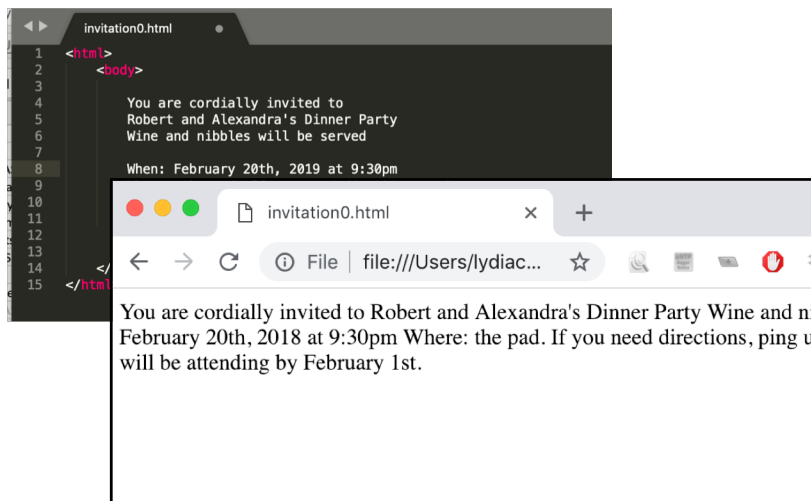 invitation0.html
1 <html>
2 <body>
3
4 You are cordially invited to
5 Robert and Alexandra's Dinner Party
6 Wine and nibbles will be served
7
8 When: February 20th, 2019 at 9:30pm
9
10
11
12
13
14 </
15 </html
invitation0.html
File file:///Users/lydiac...
You are cordially invited to Robert and Alexandra's Dinner Party Wine and
February 20th, 2018 at 9:30pm Where: the pad. If you need directions, ping
will be attending by February 1st.